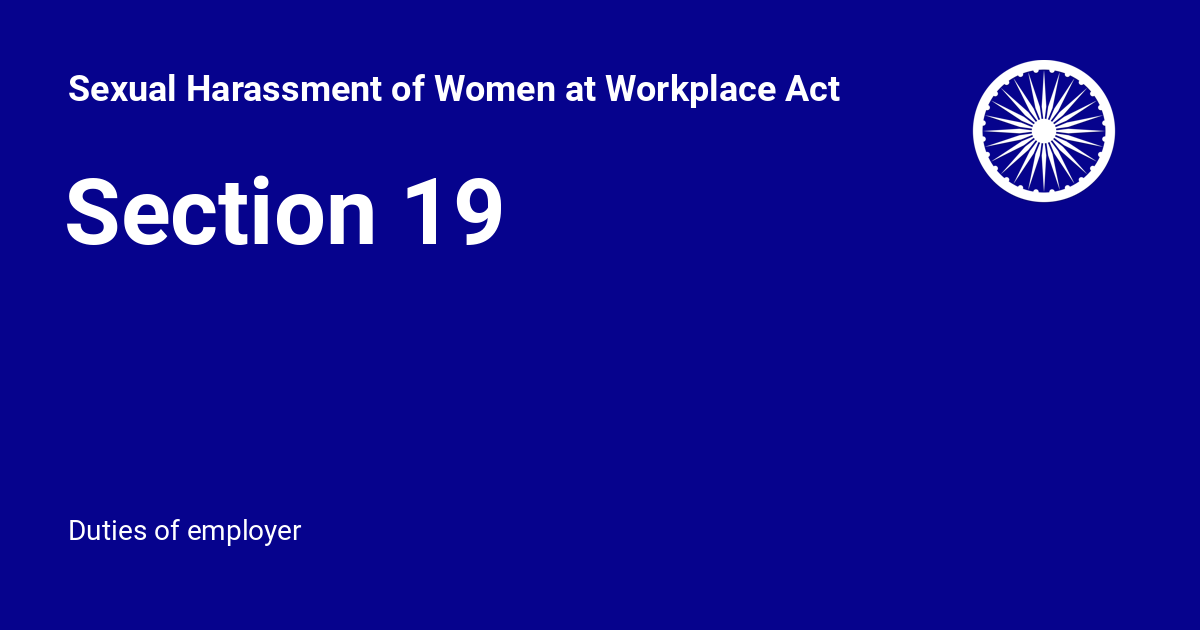 Sexual Harassment of Women at Workplace Act
Section 19
Duties of employer